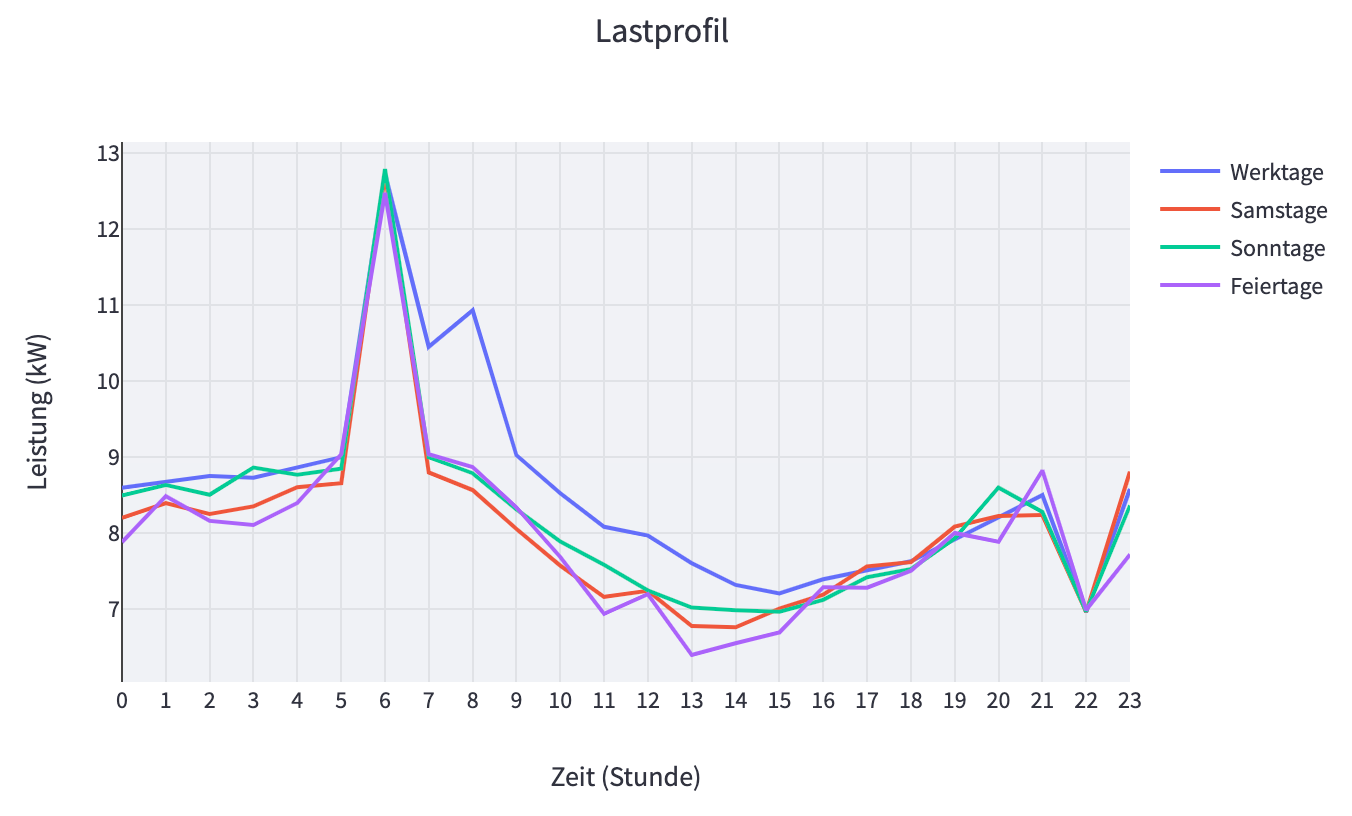 Lastprofil
13
12
11
10
9
8
7
Leistung (kW)
0 1 2 3 4 5 6 7 8 9 10 11 12 13 14 15 16 17 18 19 20 21 22 23
Zeit (Stunde)
Werktage
Samstage
Sonntage
Feiertage